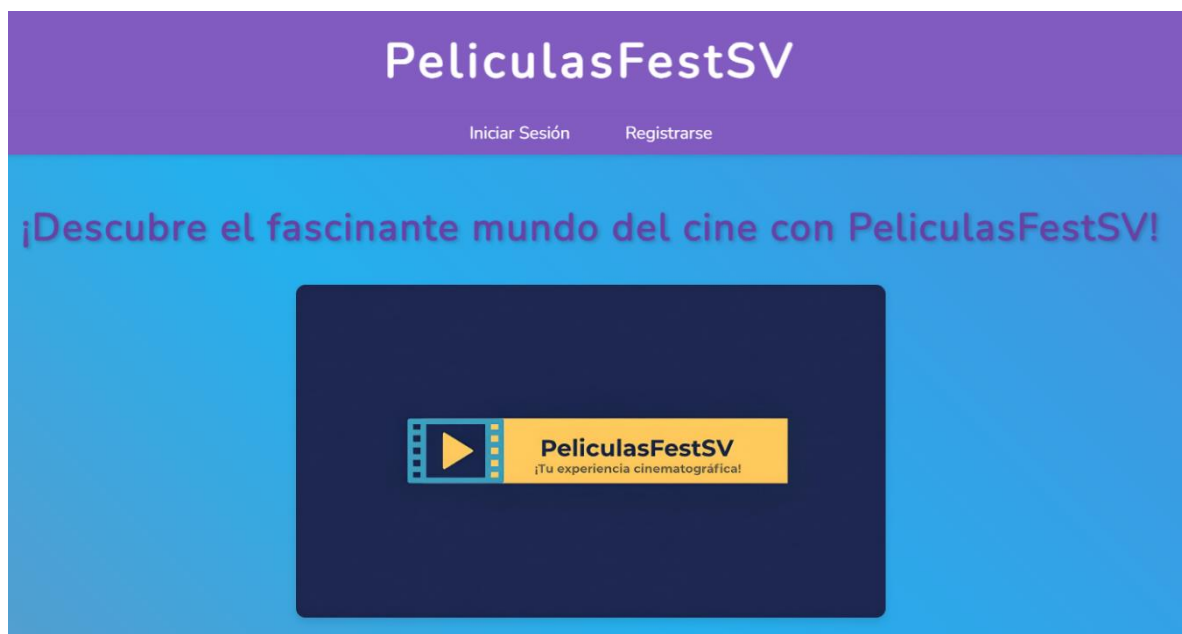 PeliculasFestSV
Iniciar Sesión Registrarse
¡Descubre el fascinante mundo del cine con PeliculasFestSV!
PeliculasFestSV
¡Tu experiencia cinematográfica!